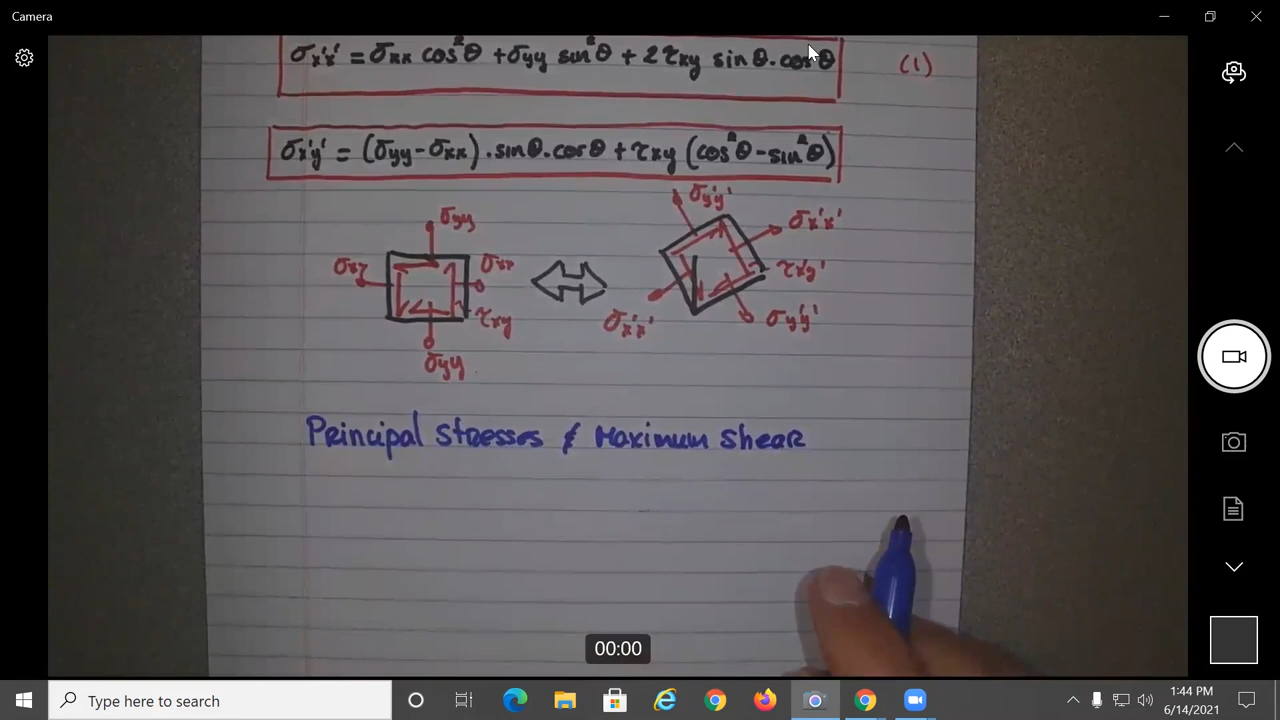 Camera
σx'x' = σxx cos²θ + σyy sin²θ + 2τxy sinθ.cosθ (1)
σx'y' = (σyy-σxx).sinθ.cosθ + τxy (cos²θ-sin²θ)
σyy
σxx
σxx
τxy
σyy
σy'y'
σx'x'
τx'y'
σx'x'
σy'y'
Principal Stresses & Maximum Shear
00:00
Type here to search
1:44 PM
6/14/2021